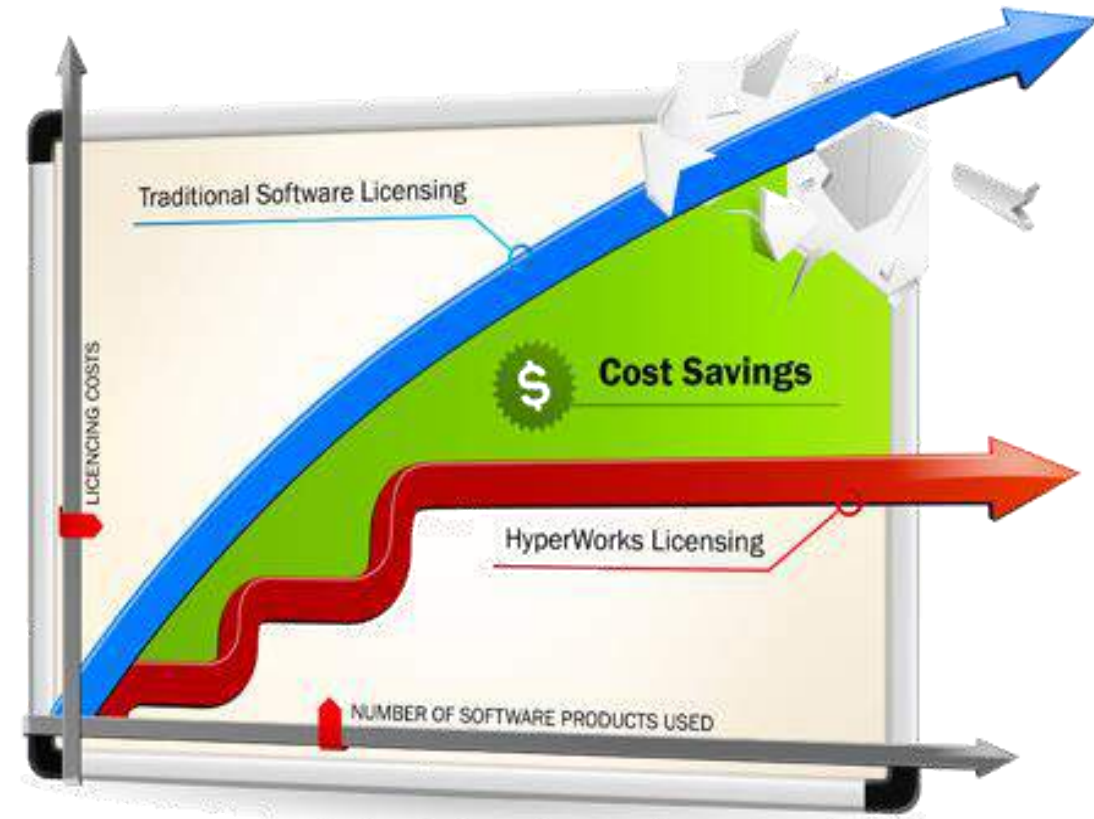 Traditional Software Licensing
LICENCING COSTS
$
Cost Savings
HyperWorks Licensing
NUMBER OF SOFTWARE PRODUCTS USED